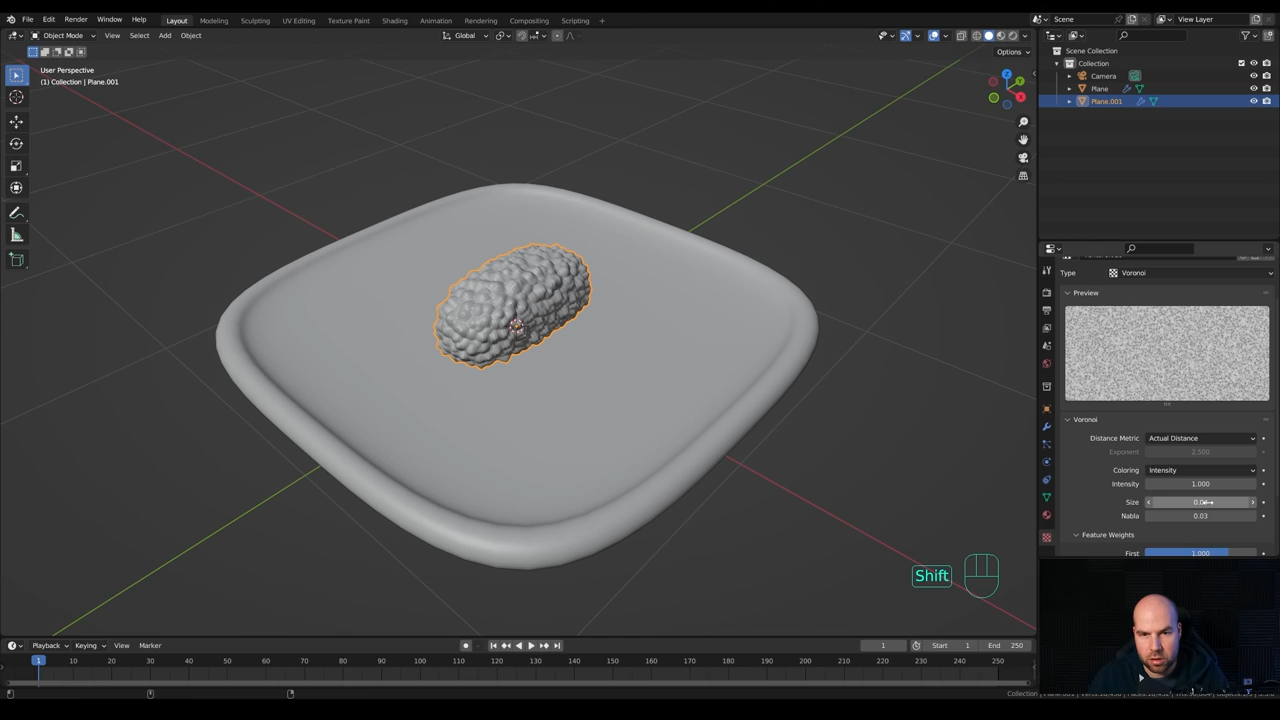 File Edit Render Window Help Layout Modeling Sculpting UV Editing Texture Paint Shading Animation Rendering Compositing Scripting + Scene View Layer
Object Mode View Select Add Object Global
Options
User Perspective
(1) Collection | Plane.001
Scene Collection
Collection
Camera
Plane
Plane.001
Z
Y
X
Type Voronoi
Preview
Voronoi
Distance Metric Actual Distance
Exponent 2.500
Coloring Intensity
Intensity 1.000
Size
Nabla 0.03
Feature Weights
First 1.000
Shift
Playback Keying View Marker 1 Start 1 End 250
1 10 20 30 40 50 60 70 80 90 100 110 120 130 140 150 160 170 180 190 200 210 220 230 240 250